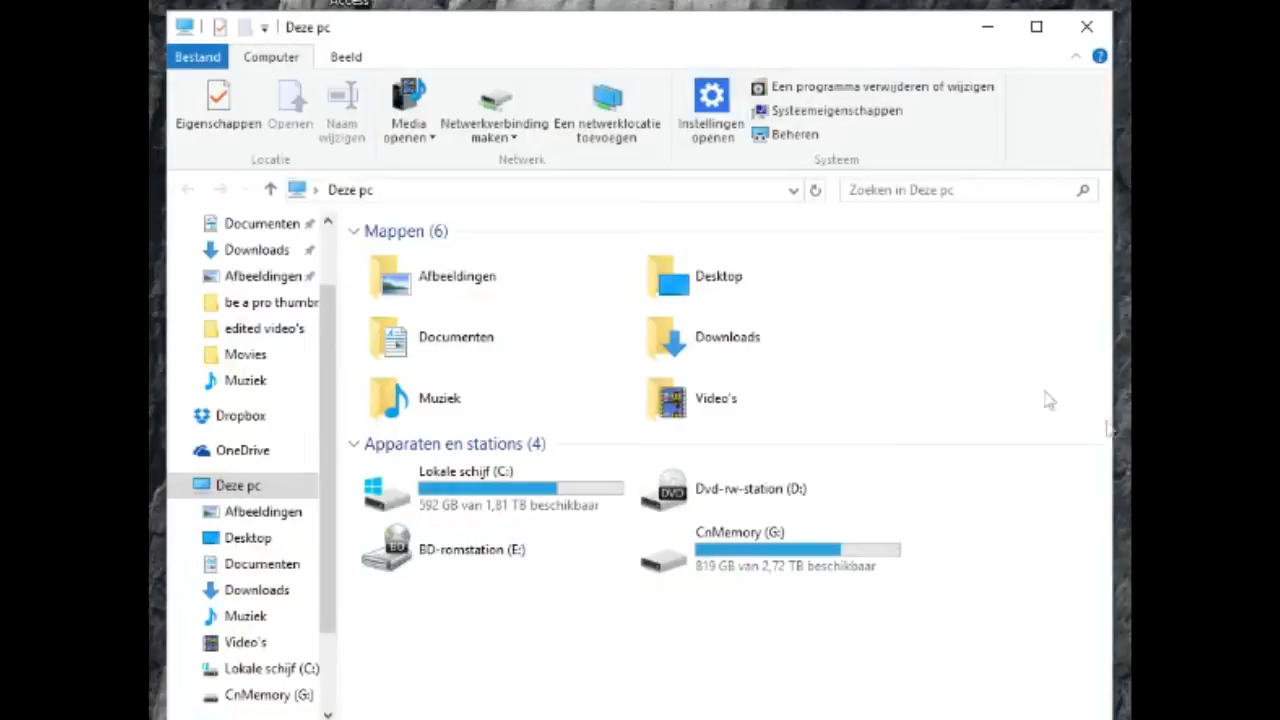 Access
Deze pc
Bestand
Computer
Beeld
Eigenschappen
Openen
Naam
wijzigen
Media
openen
Netwerkverbinding
maken
Een netwerklocatie
toevoegen
Instellingen
openen
Een programma verwijderen of wijzigen
Systeemeigenschappen
Beheren
Locatie
Netwerk
Systeem
Deze pc
Zoeken in Deze pc
Documenten
Downloads
Afbeeldingen
be a pro thumbr
edited video's
Movies
Muziek
Dropbox
OneDrive
Deze pc
Afbeeldingen
Desktop
Documenten
Downloads
Muziek
Video's
Lokale schijf (C:)
CnMemory (G:)
Mappen (6)
Afbeeldingen
Desktop
Documenten
Downloads
Muziek
Video's
Apparaten en stations (4)
Lokale schijf (C:)
592 GB van 1,81 TB beschikbaar
DVD
Dvd-rw-station (D:)
BD
BD-romstation (E:)
CnMemory (G:)
819 GB van 2,72 TB beschikbaar